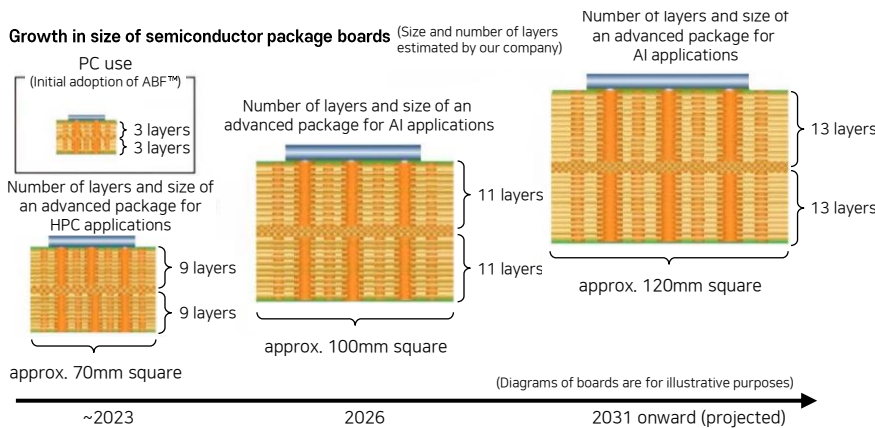 Growth in size of semiconductor package boards (Size and number of layers
estimated by our company)
PC use
(Initial adoption of ABF™)
3 layers
3 layers
Number of layers and size of
an advanced package for
HPC applications
9 layers
9 layers
approx. 70mm square
Number of layers and size of an
advanced package for AI applications
11 layers
11 layers
approx. 100mm square
Number of layers and size of
an advanced package for
AI applications
13 layers
13 layers
approx. 120mm square
(Diagrams of boards are for illustrative purposes)
~2023
2026
2031 onward (projected)